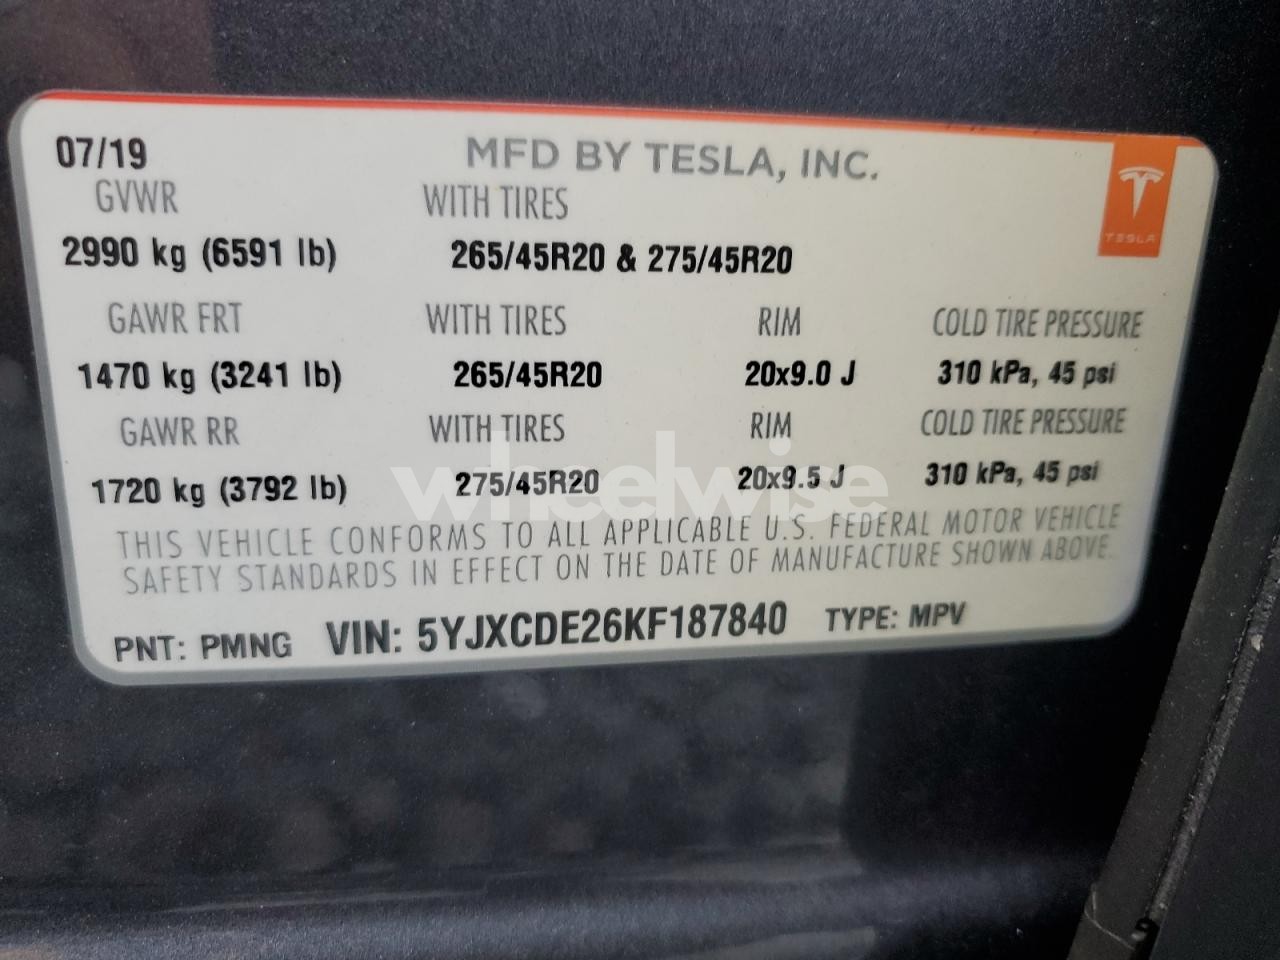 07/19 MFD BY TESLA, INC.
TESLA
GVWR WITH TIRES
2990 kg (6591 lb) 265/45R20 & 275/45R20
GAWR FRT WITH TIRES RIM COLD TIRE PRESSURE
1470 kg (3241 lb) 265/45R20 20x9.0 J 310 kPa, 45 psi
GAWR RR WITH TIRES RIM COLD TIRE PRESSURE
1720 kg (3792 lb) 275/45R20 20x9.5 J 310 kPa, 45 psi
wheelwise
THIS VEHICLE CONFORMS TO ALL APPLICABLE U.S. FEDERAL MOTOR VEHICLE
SAFETY STANDARDS IN EFFECT ON THE DATE OF MANUFACTURE SHOWN ABOVE.
PNT: PMNG VIN: 5YJXCDE26KF187840 TYPE: MPV